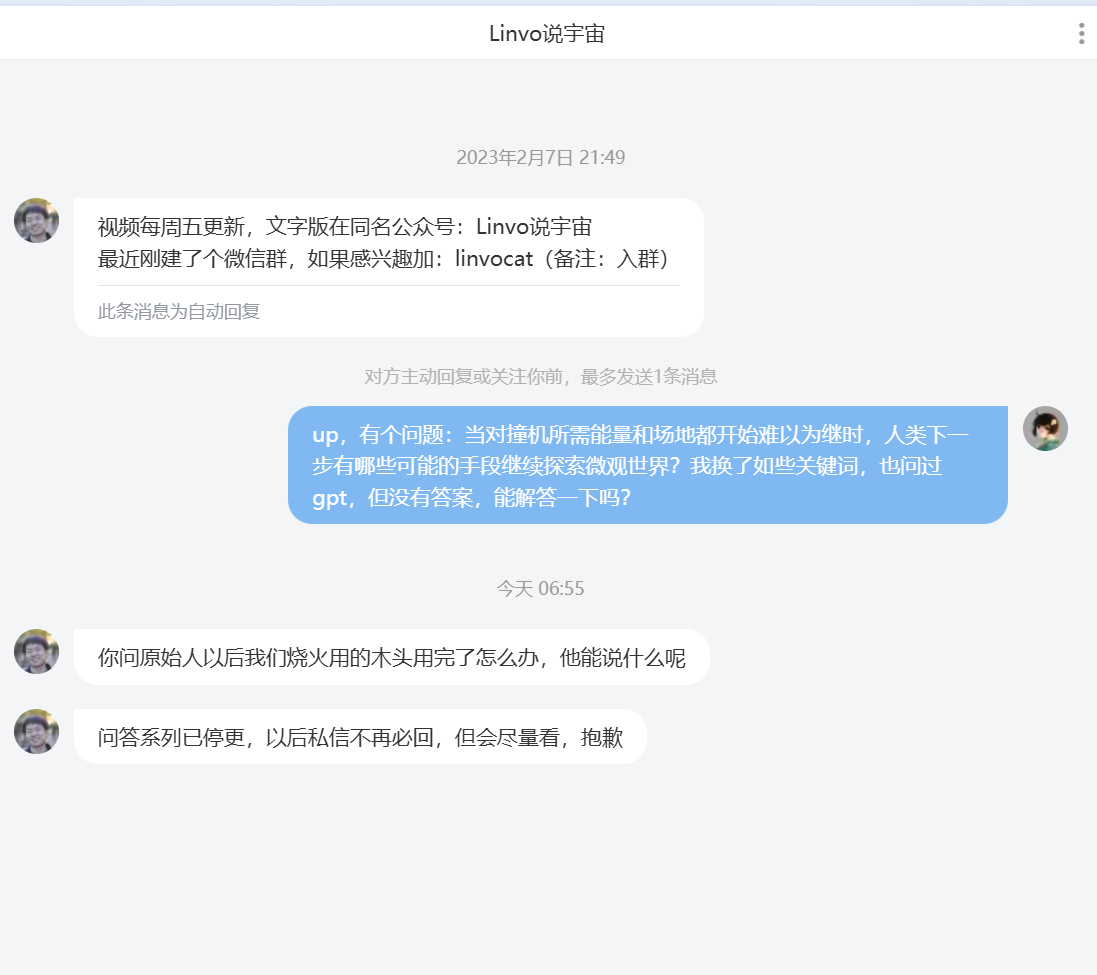 Linvo说宇宙
2023年2月7日 21:49
视频每周五更新，文字版在同名公众号：Linvo说宇宙
最近刚建了个微信群，如果感兴趣加：linvocat（备注：入群）
此条消息为自动回复
对方主动回复或关注你前，最多发送1条消息
up，有个问题：当对撞机所需能量和场地都开始难以为继时，人类下一
步有哪些可能的手段继续探索微观世界？我换了如些关键词，也问过
gpt，但没有答案，能解答一下吗？
今天 06:55
你问原始人以后我们烧火用的木头用完了怎么办，他能说什么呢
问答系列已停更，以后私信不再必回，但会尽量看，抱歉